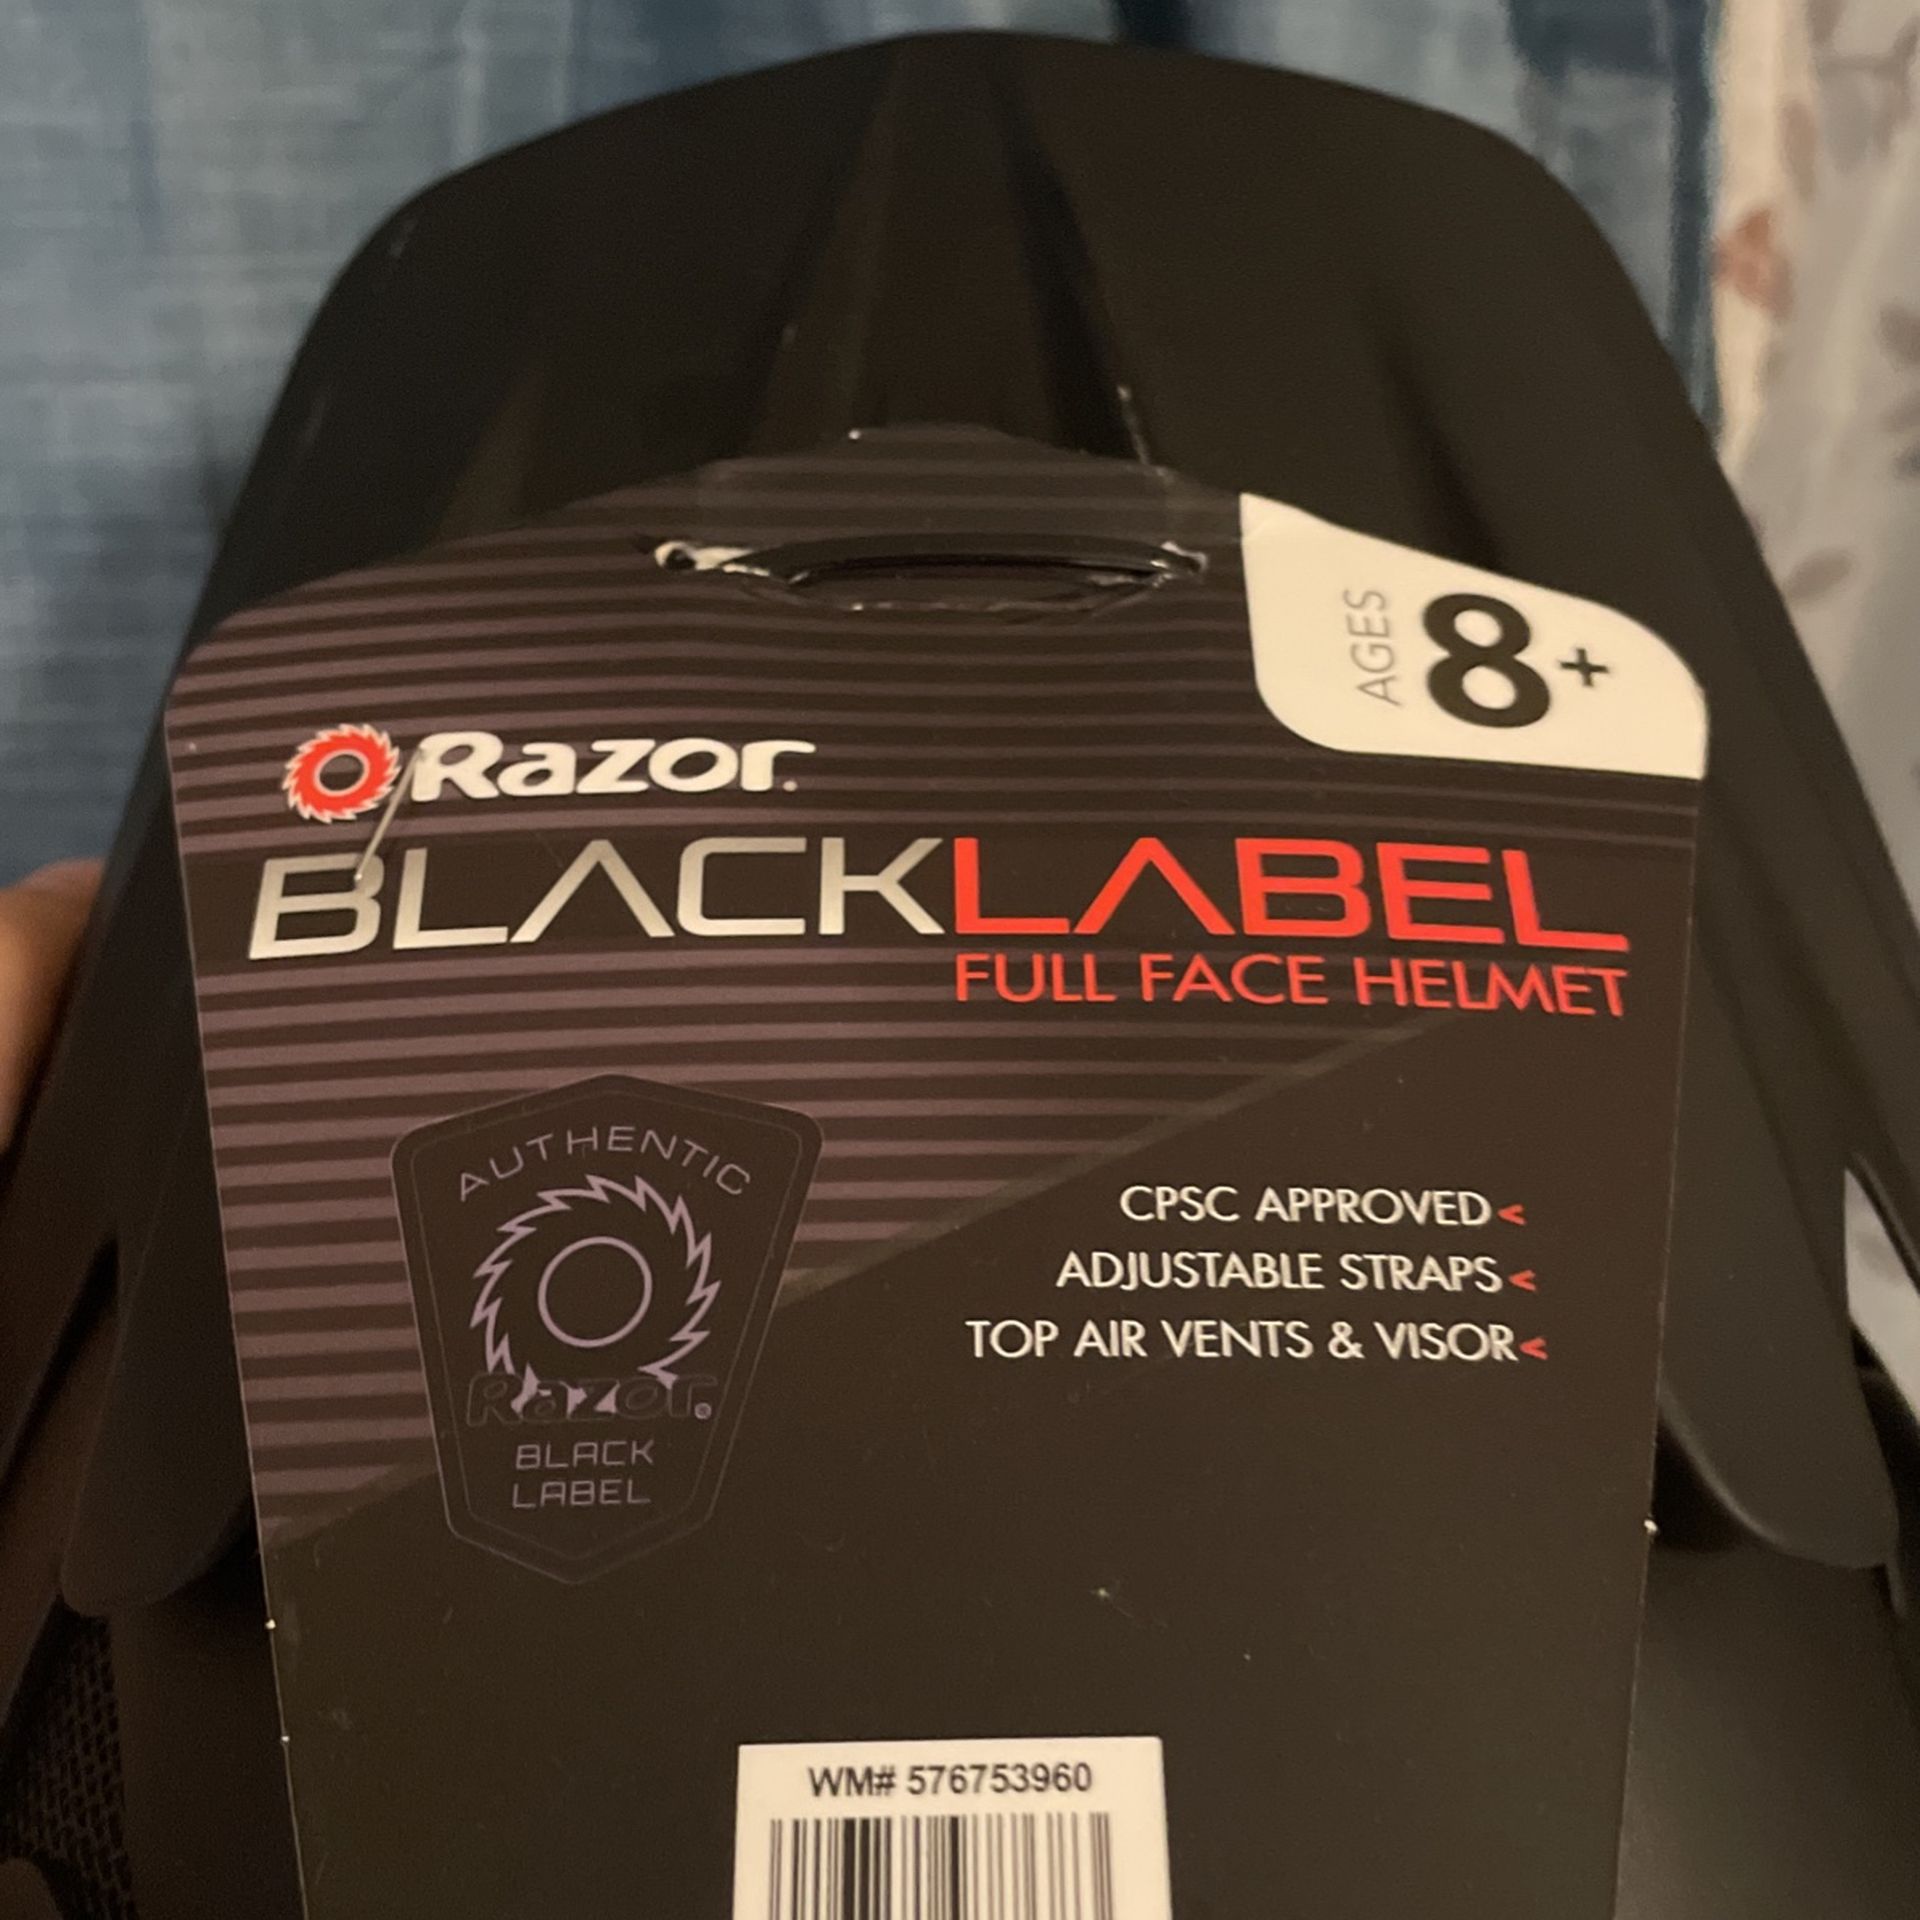 AGES 8+
Razor.
BLACKLABEL
FULL FACE HELMET
AUTHENTIC
Razor®
BLACK
LABEL
CPSC APPROVED<
ADJUSTABLE STRAPS<
TOP AIR VENTS & VISOR<
WM# 576753960